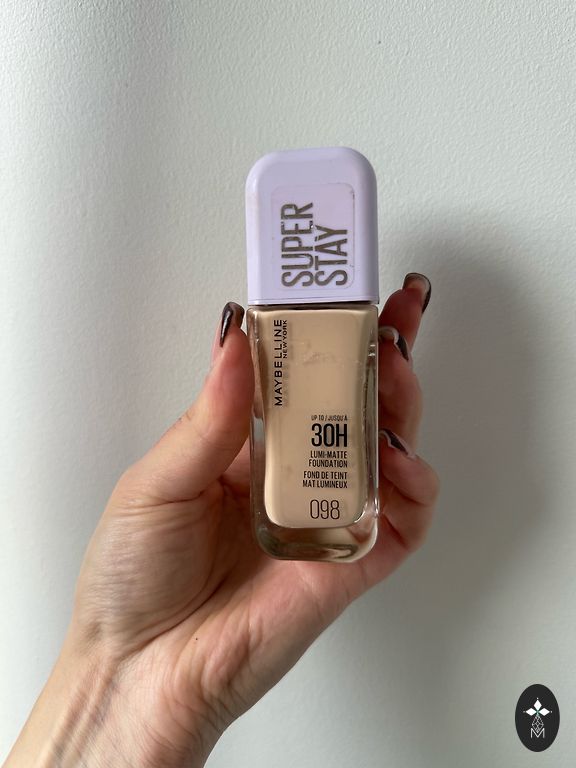 SUPER
STAY
MAYBELLINE
NEW YORK
UP TO / JUSQU'À
30H
LUMI-MATTE
FOUNDATION
FOND DE TEINT
MAT LUMINEUX
098
M